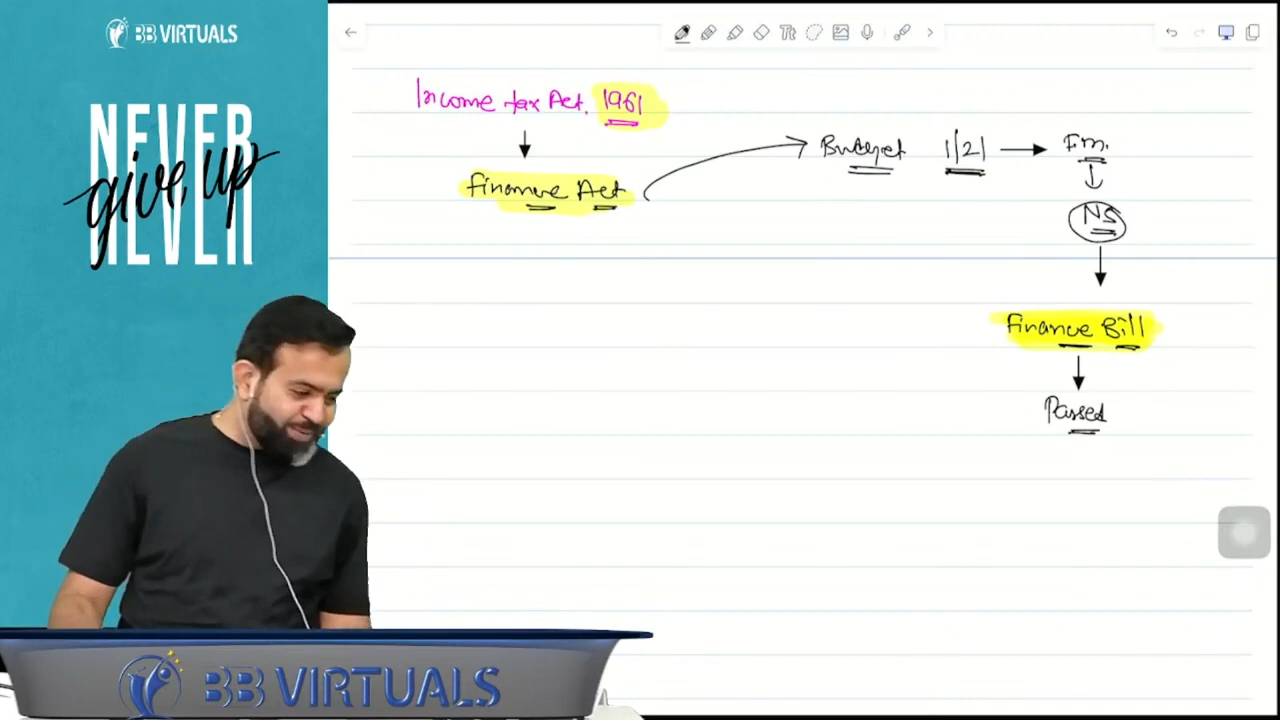 BB VIRTUALS
NEVER
give up
NEVER
Income tax Act. 1961
Finance Act
Budget 1/2/
F.m.
NS
Finance Bill
Passed
BB VIRTUALS